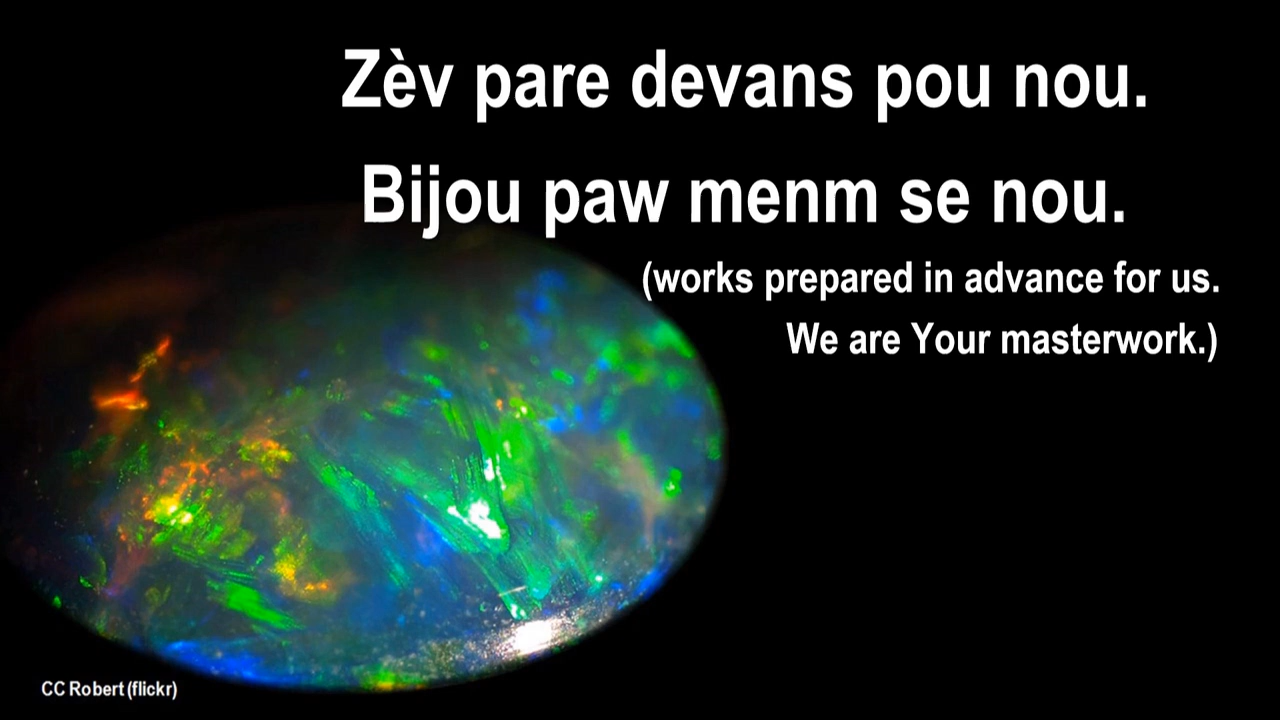 Zèv pare devans pou nou.
Bijou paw menm se nou.
(works prepared in advance for us.
We are Your masterwork.)
CC Robert (flickr)